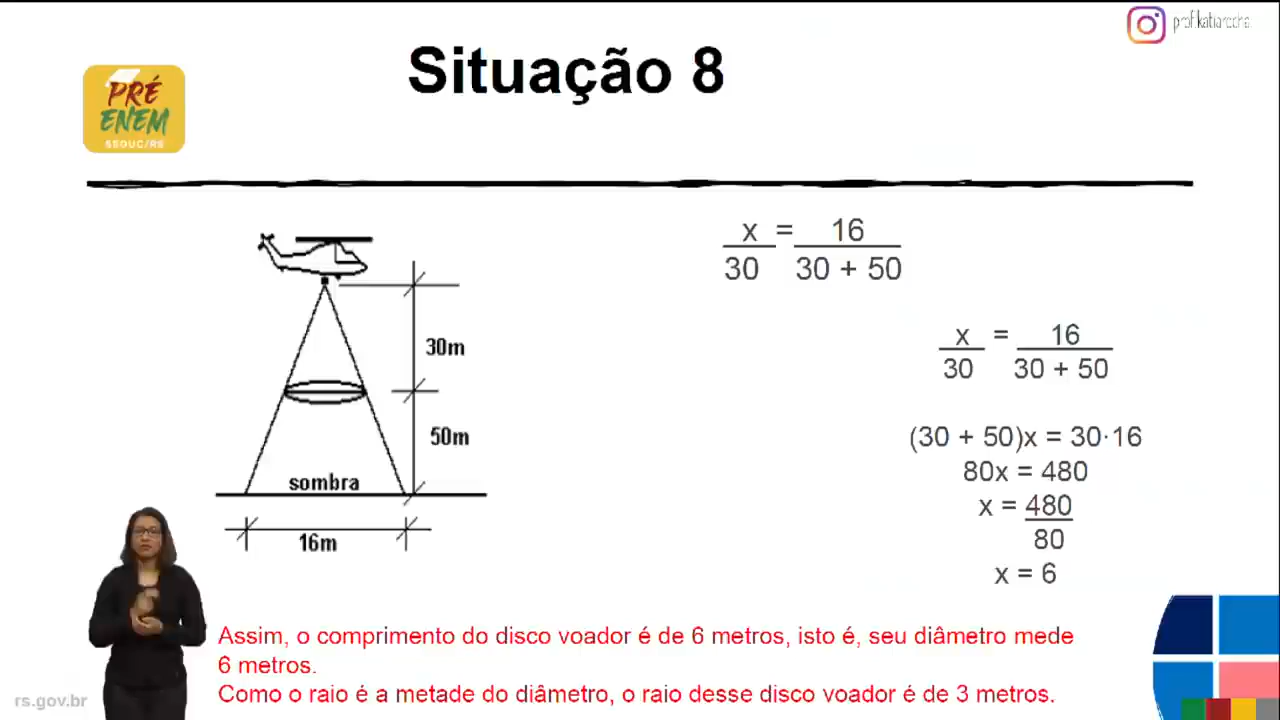 prof.katiarocha
Situação 8
PRÉ
ENEM
SEDUC/RS
x = 16
30 30 + 50
30m
x = 16
30 30 + 50
50m
(30 + 50)x = 30·16
80x = 480
sombra
x = 480
80
16m
x = 6
Assim, o comprimento do disco voador é de 6 metros, isto é, seu diâmetro mede
6 metros.
Como o raio é a metade do diâmetro, o raio desse disco voador é de 3 metros.
rs.gov.br